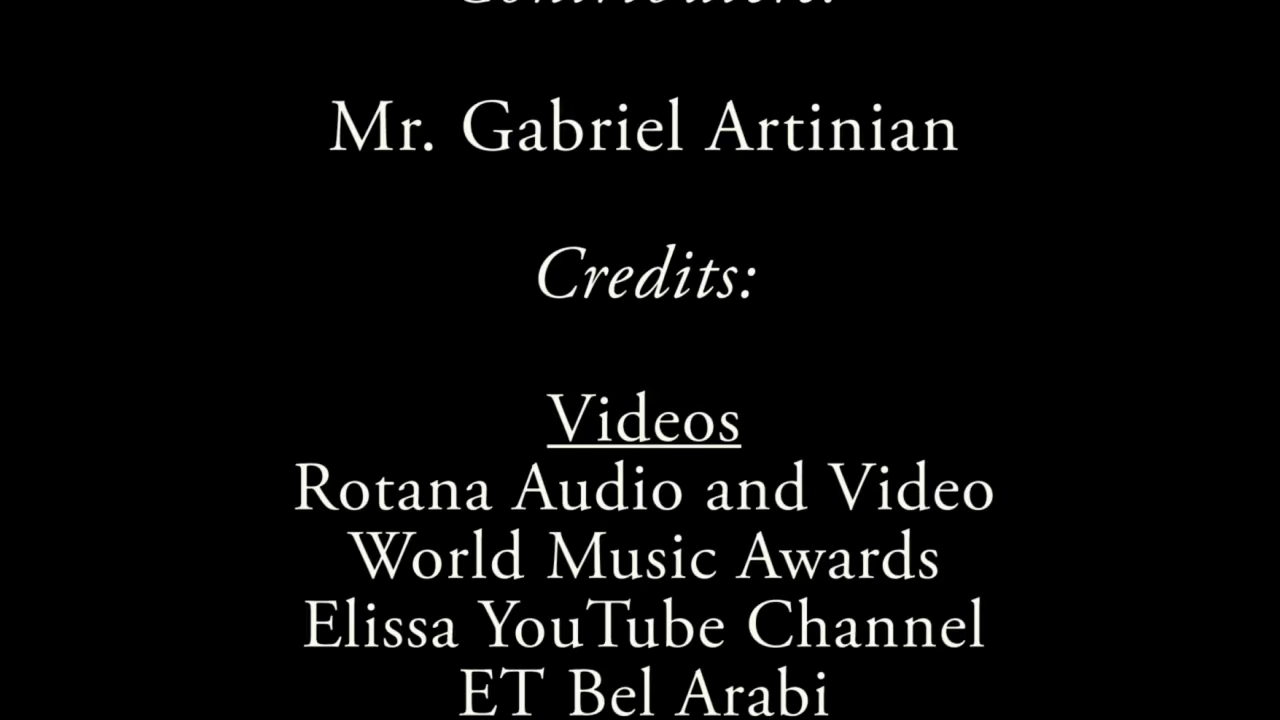 Mr. Gabriel Artinian
Credits:
Videos
Rotana Audio and Video
World Music Awards
Elissa YouTube Channel
ET Bel Arabi